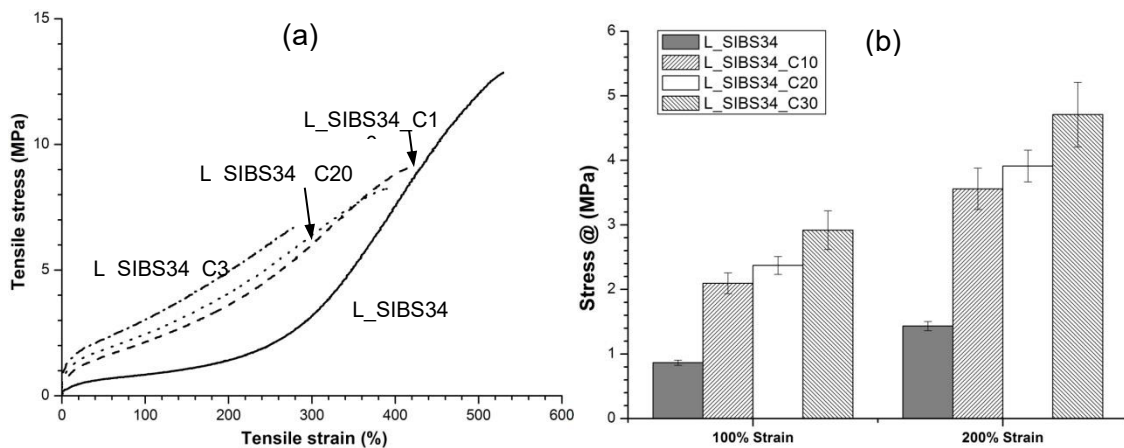 (a)
15
10
5
0
Tensile stress (MPa)
L_SIBS34_C1
L SIBS34 C20
L SIBS34 C3
L_SIBS34
0 100 200 300 400 500 600
Tensile strain (%)
(b)
L_SIBS34
L_SIBS34_C10
L_SIBS34_C20
L_SIBS34_C30
6
5
4
3
2
1
0
Stress @ (MPa)
100% Strain 200% Strain